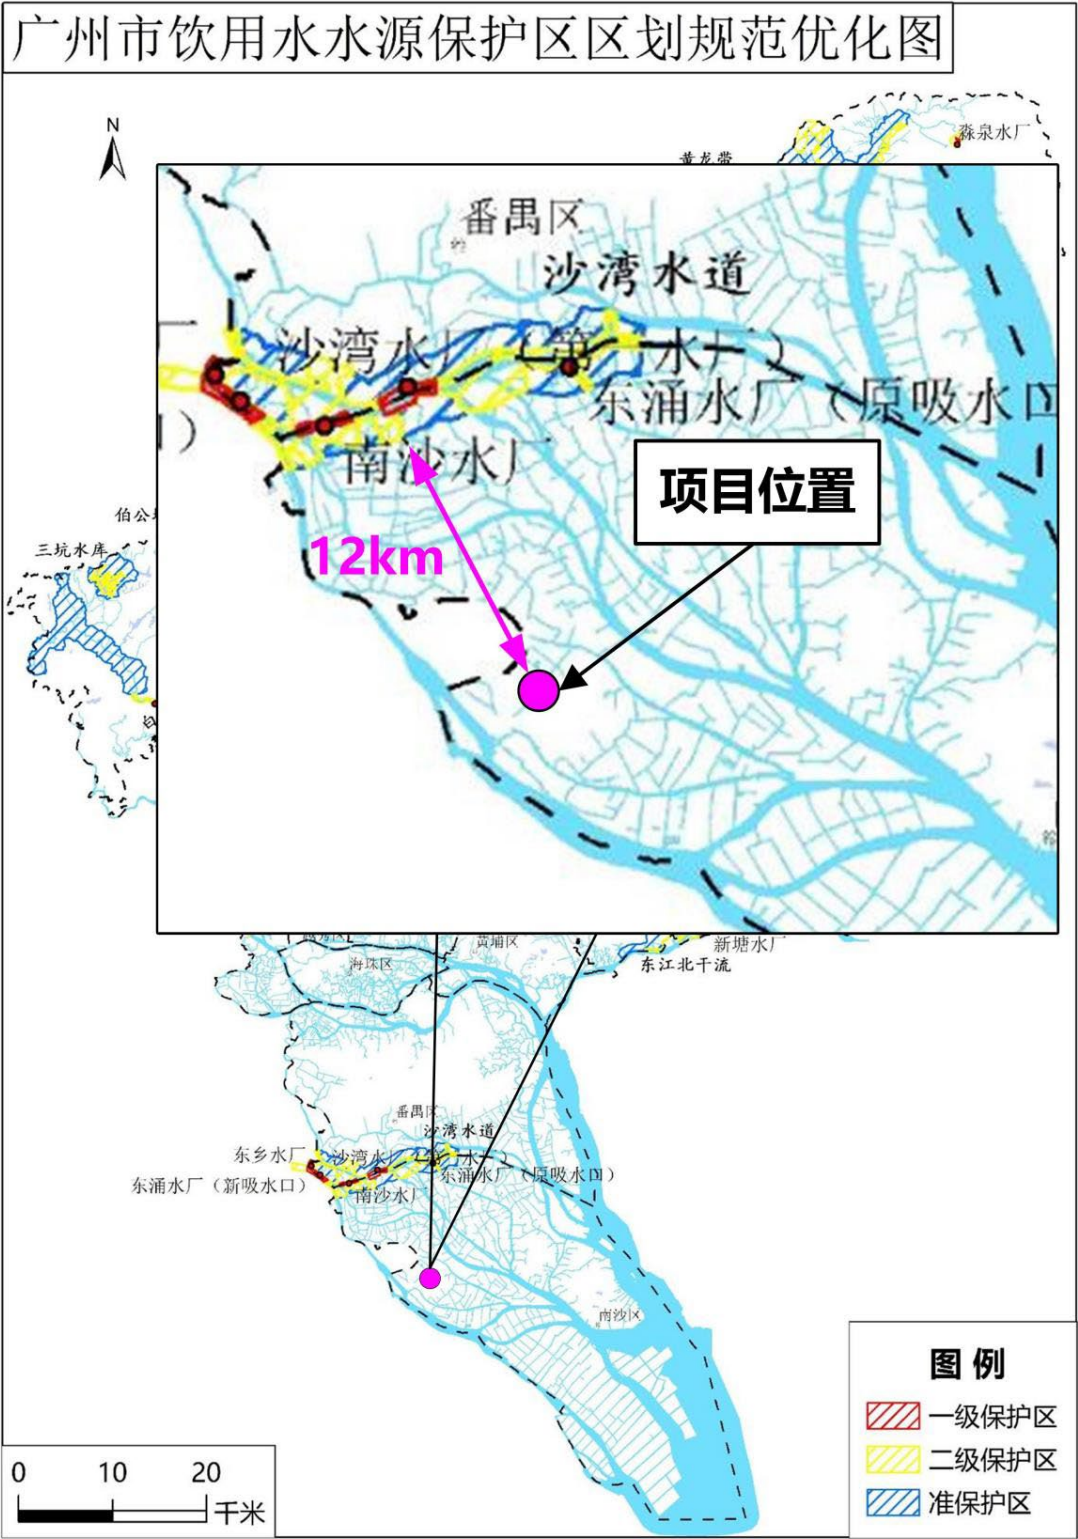 广州市饮用水水源保护区区划规范优化图
N
淼泉水厂
黄龙带
番禺区
沙湾水道
厂
沙湾水厂（第一水厂）
东涌水厂（原吸水口
）
南沙水厂
项目位置
12km
伯公
三坑水库
白
新塘水厂
黄埔区
海珠区
东江北干流
番禺区
沙湾水道
东乡水厂
沙湾水
东涌水厂（原吸水口）
东涌水厂（新吸水口）
南沙水厂
南沙区
图例
一级保护区
二级保护区
准保护区
0 10 20
千米